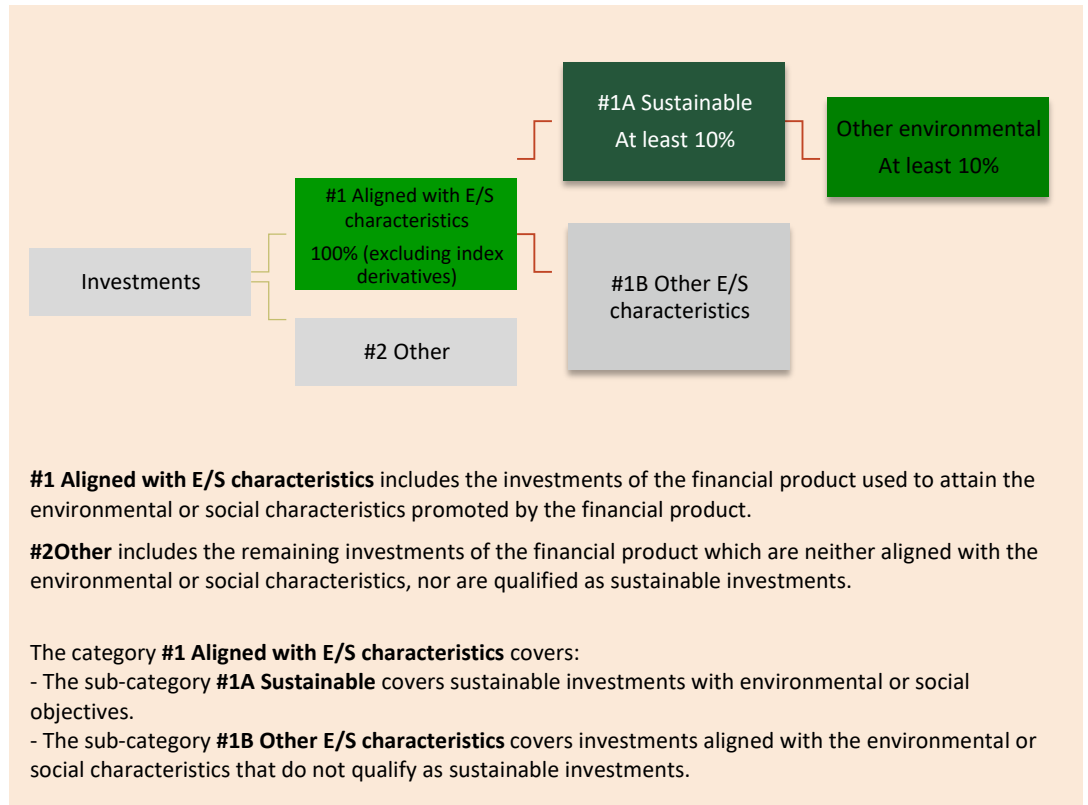 #1A Sustainable
At least 10%
Other environmental
At least 10%
#1 Aligned with E/S
characteristics
100% (excluding index
derivatives)
Investments
#1B Other E/S
characteristics
#2 Other
#1 Aligned with E/S characteristics includes the investments of the financial product used to attain the
environmental or social characteristics promoted by the financial product.
#2Other includes the remaining investments of the financial product which are neither aligned with the
environmental or social characteristics, nor are qualified as sustainable investments.
The category #1 Aligned with E/S characteristics covers:
- The sub-category #1A Sustainable covers sustainable investments with environmental or social
objectives.
- The sub-category #1B Other E/S characteristics covers investments aligned with the environmental or
social characteristics that do not qualify as sustainable investments.